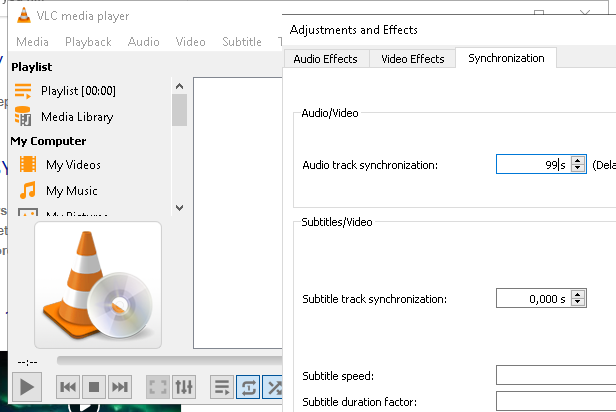 VLC media player
Media Playback Audio Video Subtitle
Playlist
Playlist [00:00]
Media Library
My Computer
My Videos
My Music
My Pictures
--:--
Adjustments and Effects
Audio Effects Video Effects Synchronization
Audio/Video
Audio track synchronization: 99 s (Dela
Subtitles/Video
Subtitle track synchronization: 0,000 s
Subtitle speed:
Subtitle duration factor: